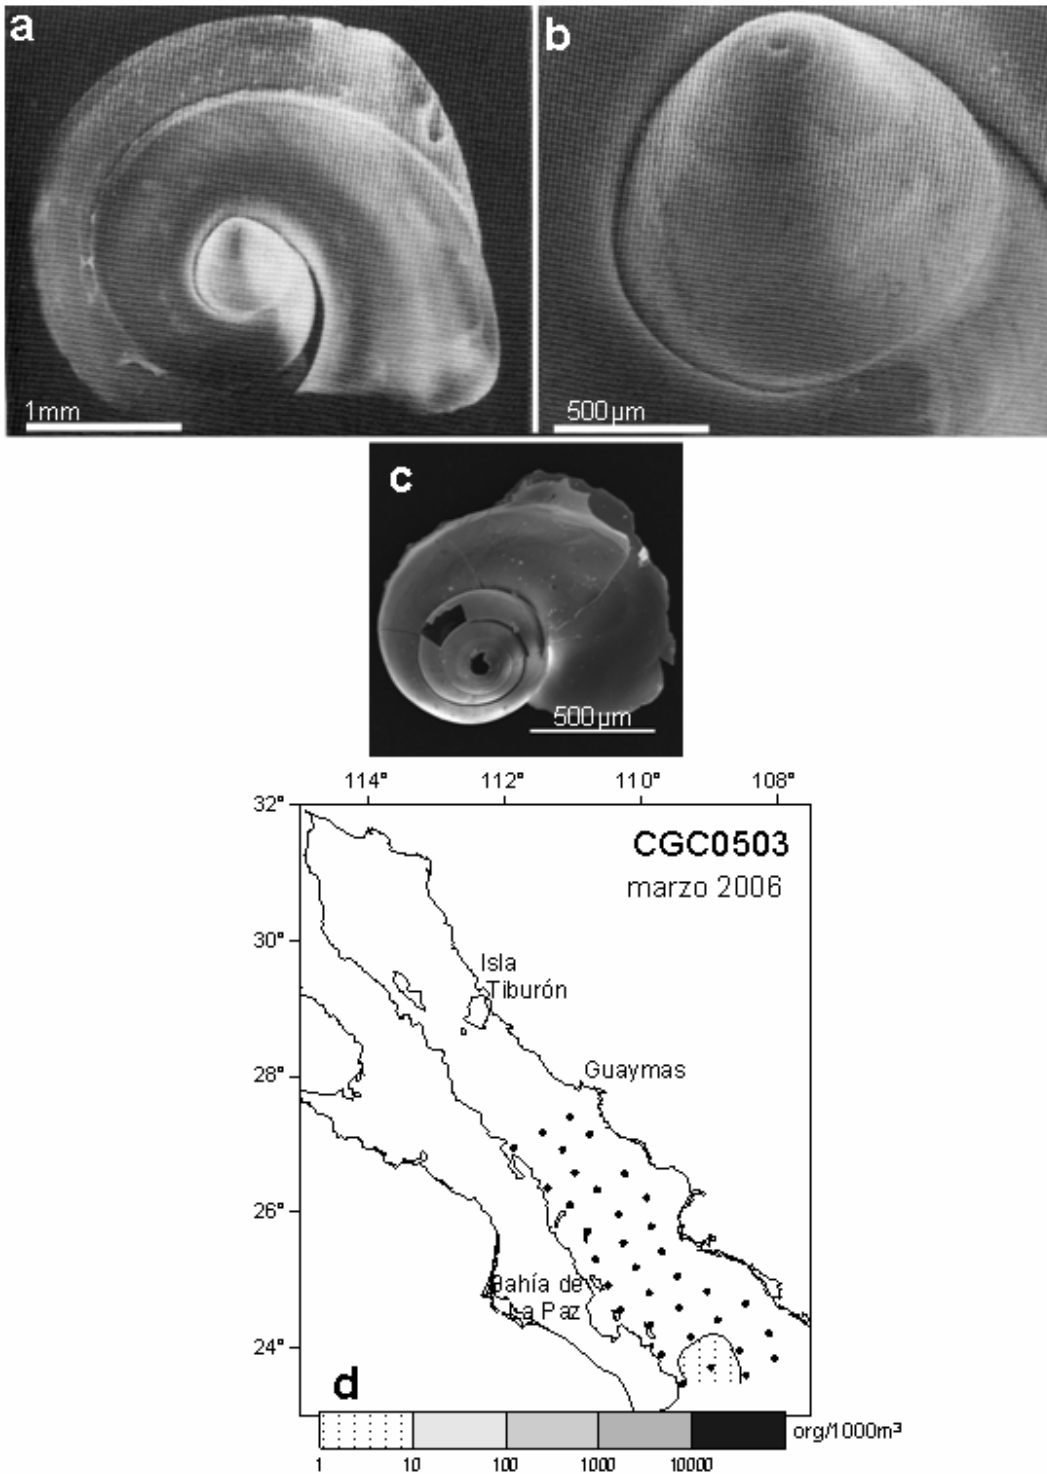 a
b
1mm
500µm
c
500µm
114° 112° 110° 108°
32°
CGC0503
marzo 2006
30°
Isla
Tiburón
28°
Guaymas
26°
Bahía de
La Paz
24°
d
org/1000m³
1 10 100 1000 10000